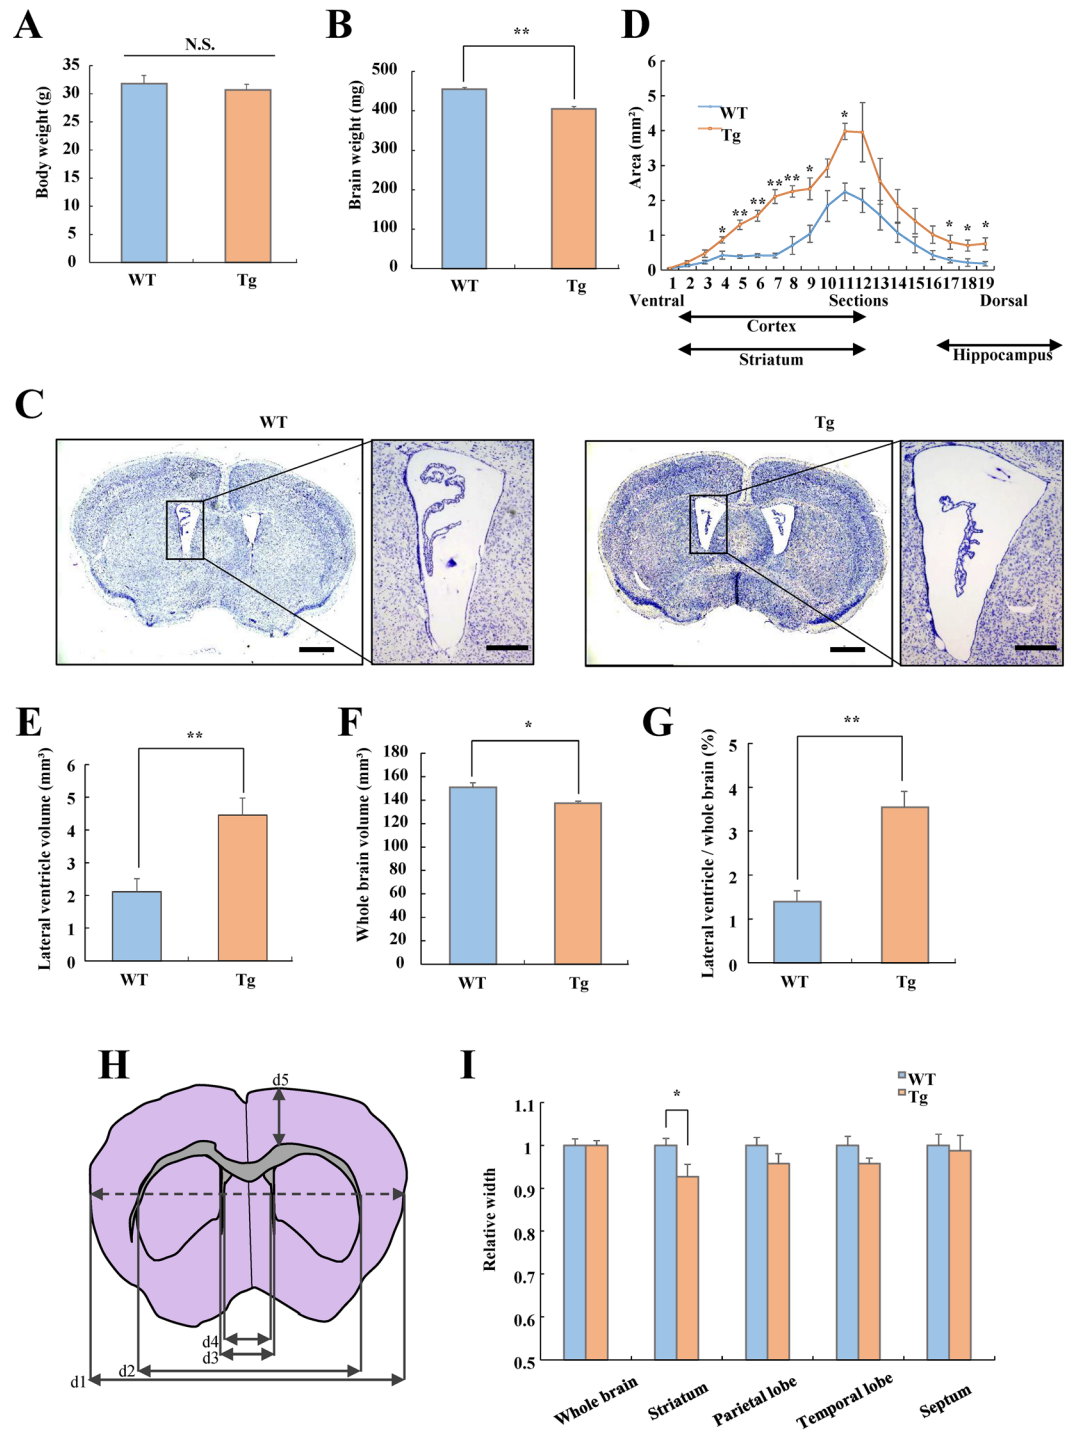 A
N.S.
Body weight (g)
35
30
25
20
15
10
5
0
WT
Tg
B
**
Brain weight (mg)
500
400
300
200
100
0
WT
Tg
D
Area (mm²)
6
5
4
3
2
1
0
WT
Tg
* ** ** ** ** * * * * *
1 2 3 4 5 6 7 8 9 10 11 12 13 14 15 16 17 18 19
Ventral Sections Dorsal
Cortex
Striatum
Hippocampus
C
WT
Tg
E
**
Lateral ventricle volume (mm³)
6
5
4
3
2
1
0
WT
Tg
F
*
Whole brain volume (mm³)
180
160
140
120
100
80
60
40
20
0
WT
Tg
G
**
Lateral ventricle / whole brain (%)
5
4
3
2
1
0
WT
Tg
H
d5
d4
d3
d2
d1
I
WT
Tg
*
Relative width
1.1
1
0.9
0.8
0.7
0.6
0.5
Whole brain
Striatum
Parietal lobe
Temporal lobe
Septum